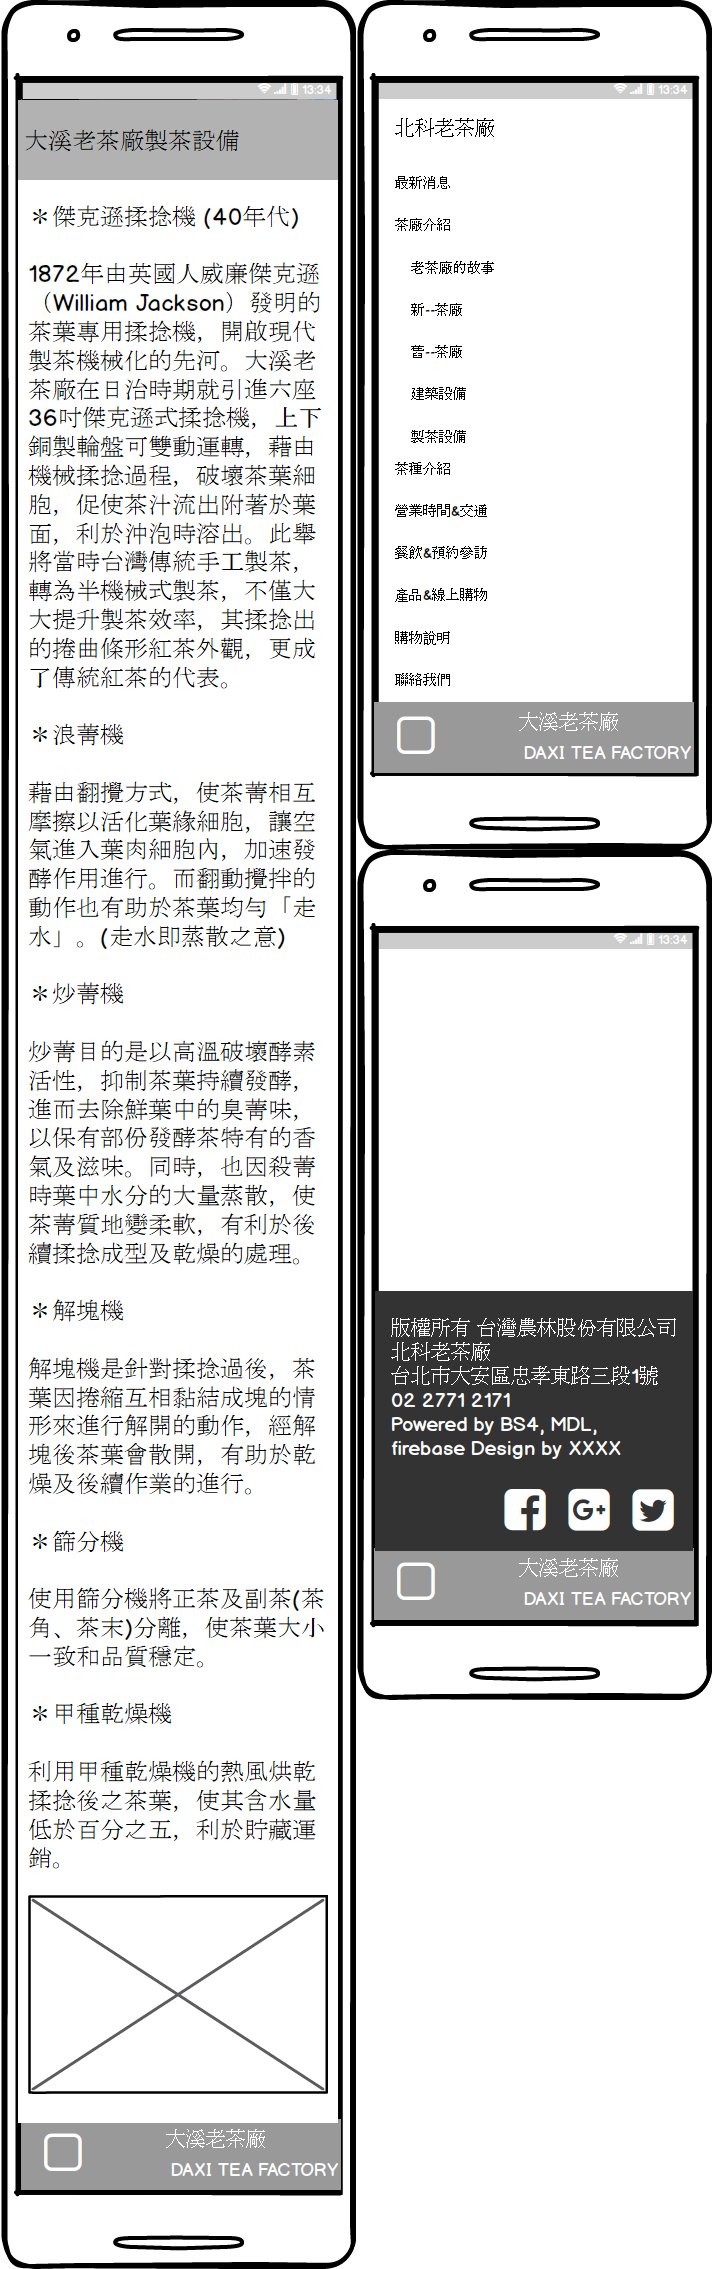 13:34
大溪老茶廠製茶設備
＊傑克遜揉捻機 (40年代)
1872年由英國人威廉傑克遜
（William Jackson）發明的
茶葉專用揉捻機，開啟現代
製茶機械化的先河。大溪老
茶廠在日治時期就引進六座
36吋傑克遜式揉捻機，上下
銅製輪盤可雙動運轉，藉由
機械揉捻過程，破壞茶葉細
胞，促使茶汁流出附著於葉
面，利於沖泡時溶出。此舉
將當時台灣傳統手工製茶，
轉為半機械式製茶，不僅大
大提升製茶效率，其揉捻出
的捲曲條形紅茶外觀，更成
了傳統紅茶的代表。
＊浪菁機
藉由翻攪方式，使茶菁相互
摩擦以活化葉緣細胞，讓空
氣進入葉肉細胞內，加速發
酵作用進行。而翻動攪拌的
動作也有助於茶葉均勻「走
水」。(走水即蒸散之意)
＊炒菁機
炒菁目的是以高溫破壞酵素
活性，抑制茶葉持續發酵，
進而去除鮮葉中的臭菁味，
以保有部份發酵茶特有的香
氣及滋味。同時，也因殺菁
時葉中水分的大量蒸散，使
茶菁質地變柔軟，有利於後
續揉捻成型及乾燥的處理。
＊解塊機
解塊機是針對揉捻過後，茶
葉因捲縮互相黏結成塊的情
形來進行解開的動作，經解
塊後茶葉會散開，有助於乾
燥及後續作業的進行。
＊篩分機
使用篩分機將正茶及副茶(茶
角、茶末)分離，使茶葉大小
一致和品質穩定。
＊甲種乾燥機
利用甲種乾燥機的熱風烘乾
揉捻後之茶葉，使其含水量
低於百分之五，利於貯藏運
銷。
大溪老茶廠
DAXI TEA FACTORY
13:34
北科老茶廠
最新消息
茶廠介紹
老茶廠的故事
新--茶廠
舊--茶廠
建築設備
製茶設備
茶種介紹
營業時間&交通
餐飲&預約參訪
產品&線上購物
購物說明
聯絡我們
大溪老茶廠
DAXI TEA FACTORY
13:34
版權所有 台灣農林股份有限公司
北科老茶廠
台北市大安區忠孝東路三段1號
02 2771 2171
Powered by BS4, MDL,
firebase Design by XXXX
大溪老茶廠
DAXI TEA FACTORY